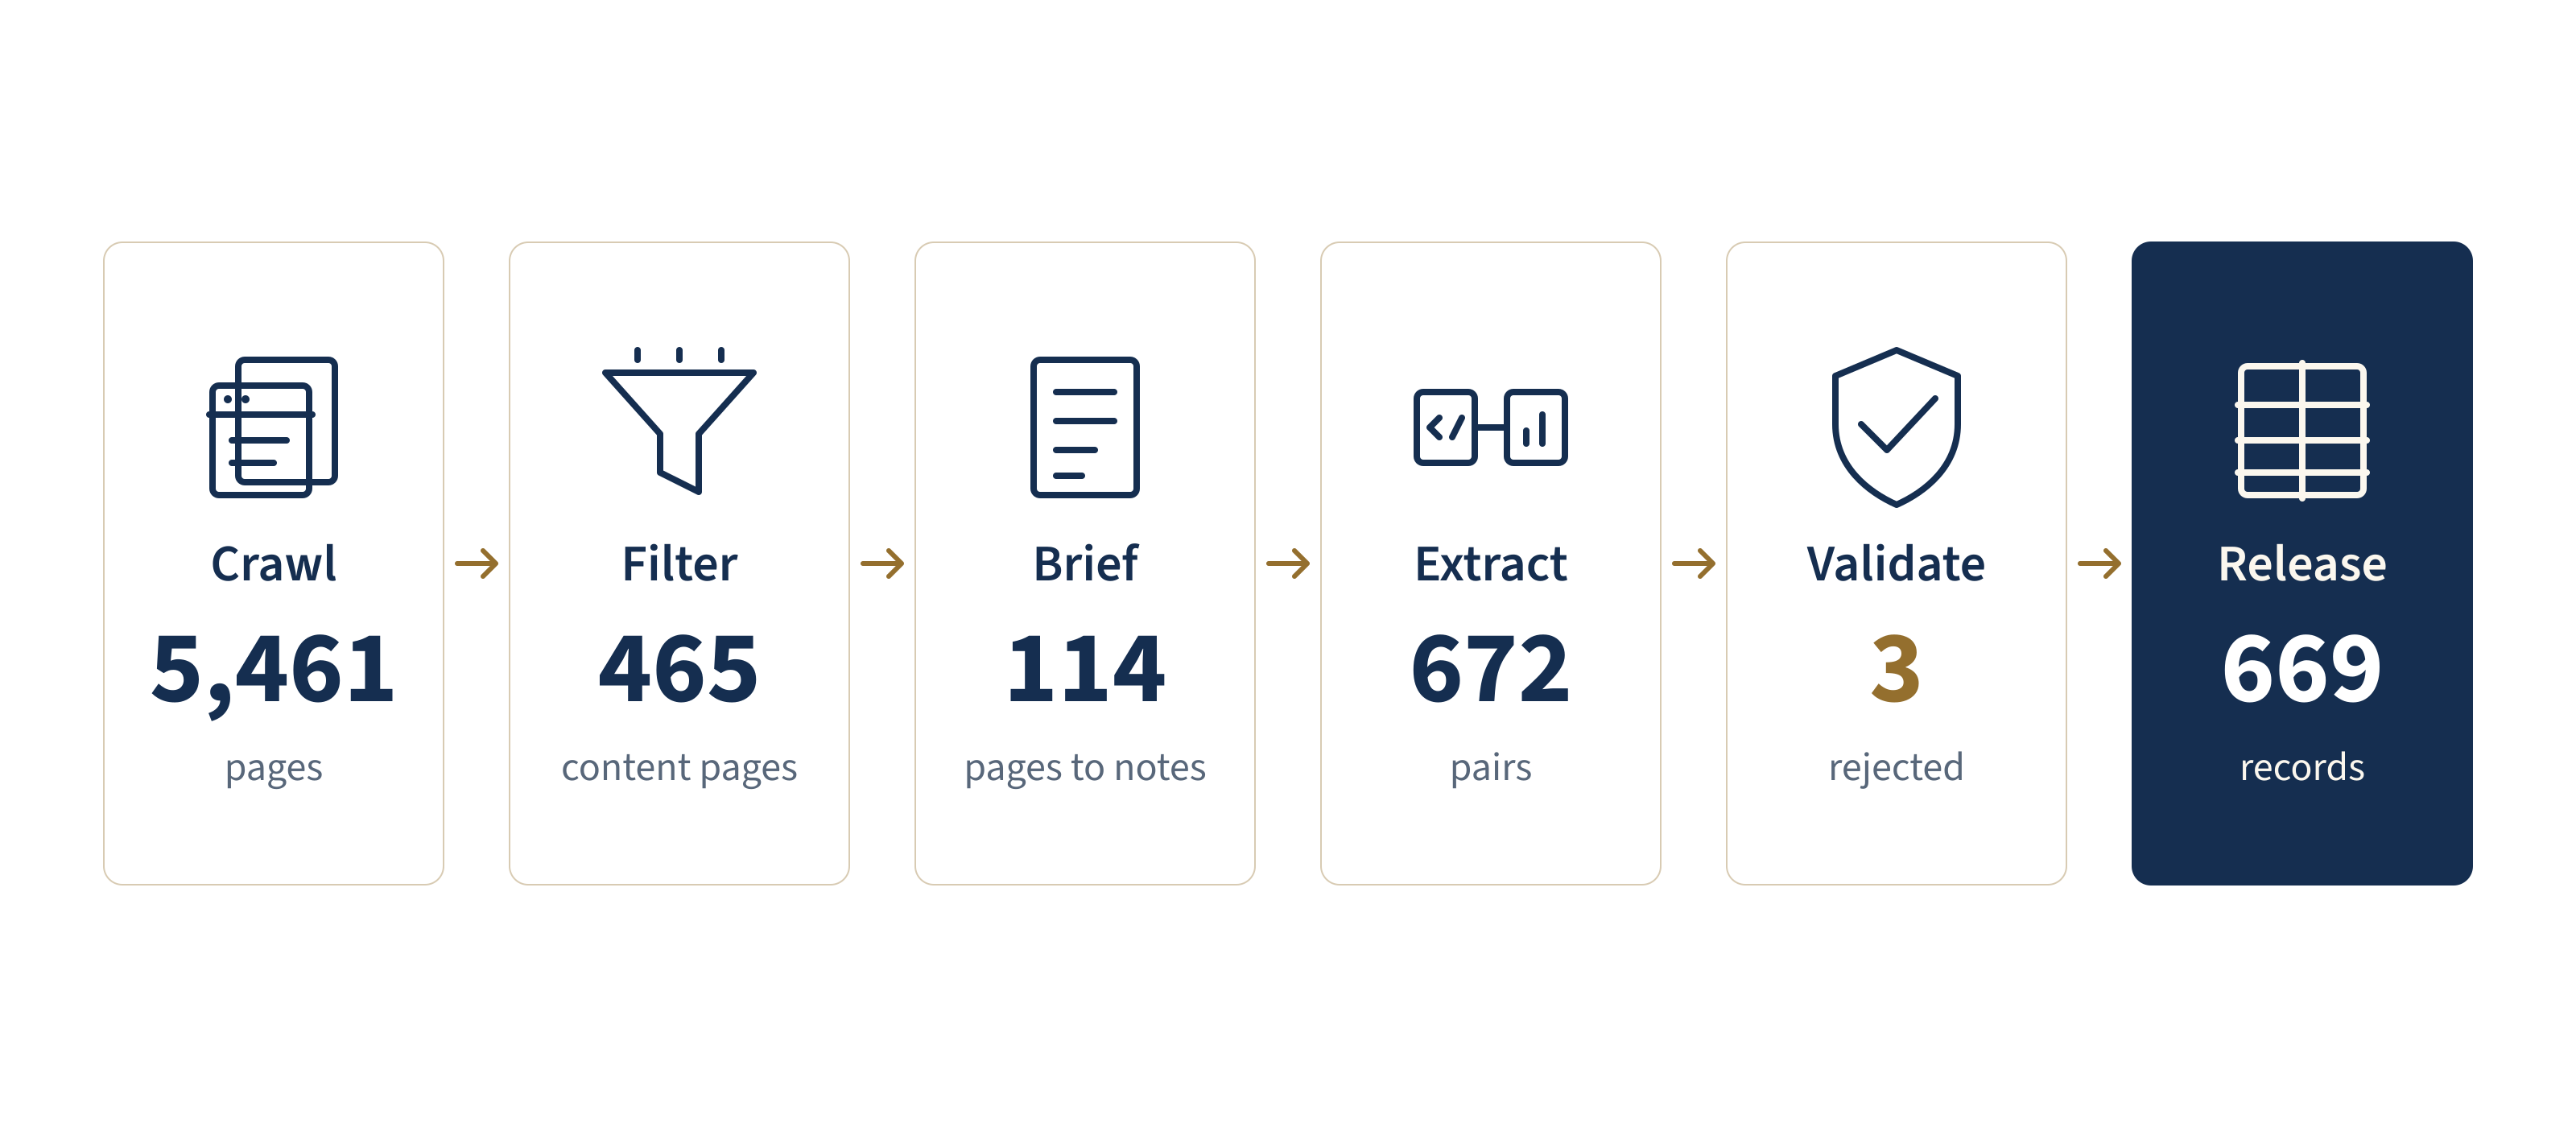 Crawl
5,461
pages
Filter
465
content pages
Brief
114
pages to notes
Extract
672
pairs
Validate
3
rejected
Release
669
records